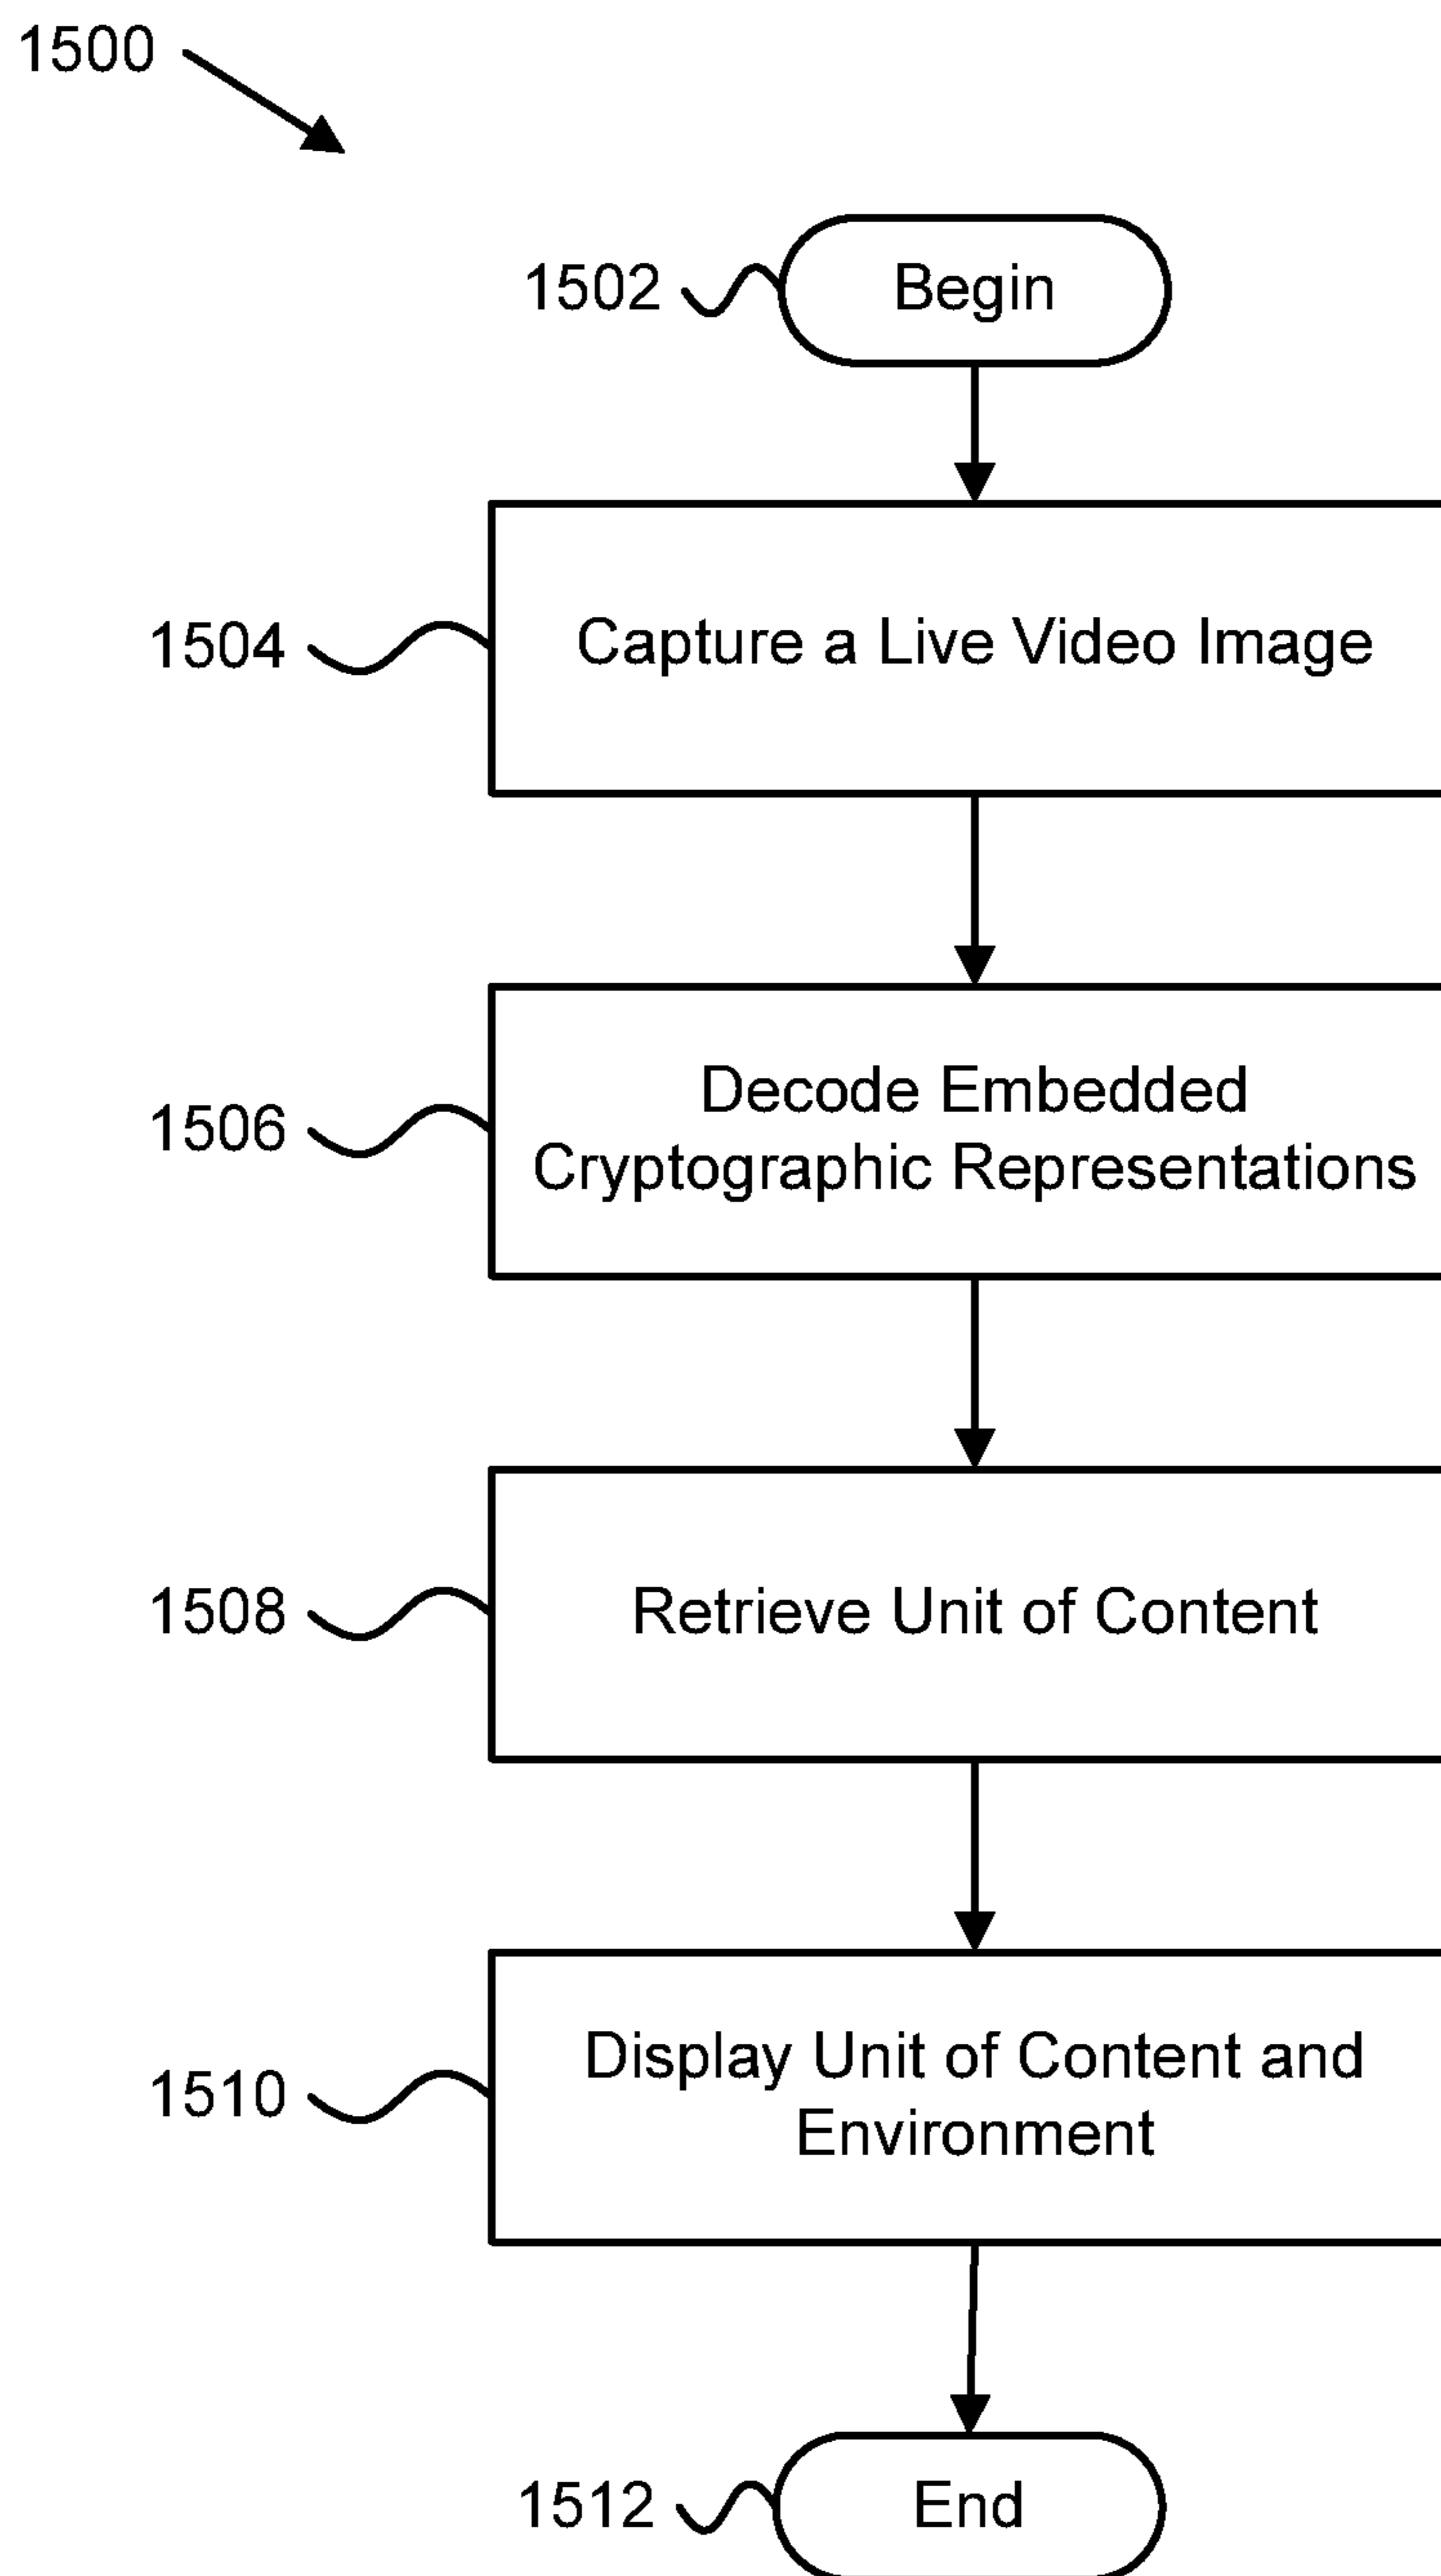 1500
1502 Begin
1504 Capture a Live Video Image
Decode Embedded
1506 Cryptographic Representations
1508 Retrieve Unit of Content
Display Unit of Content and
1510 Environment
1512 End